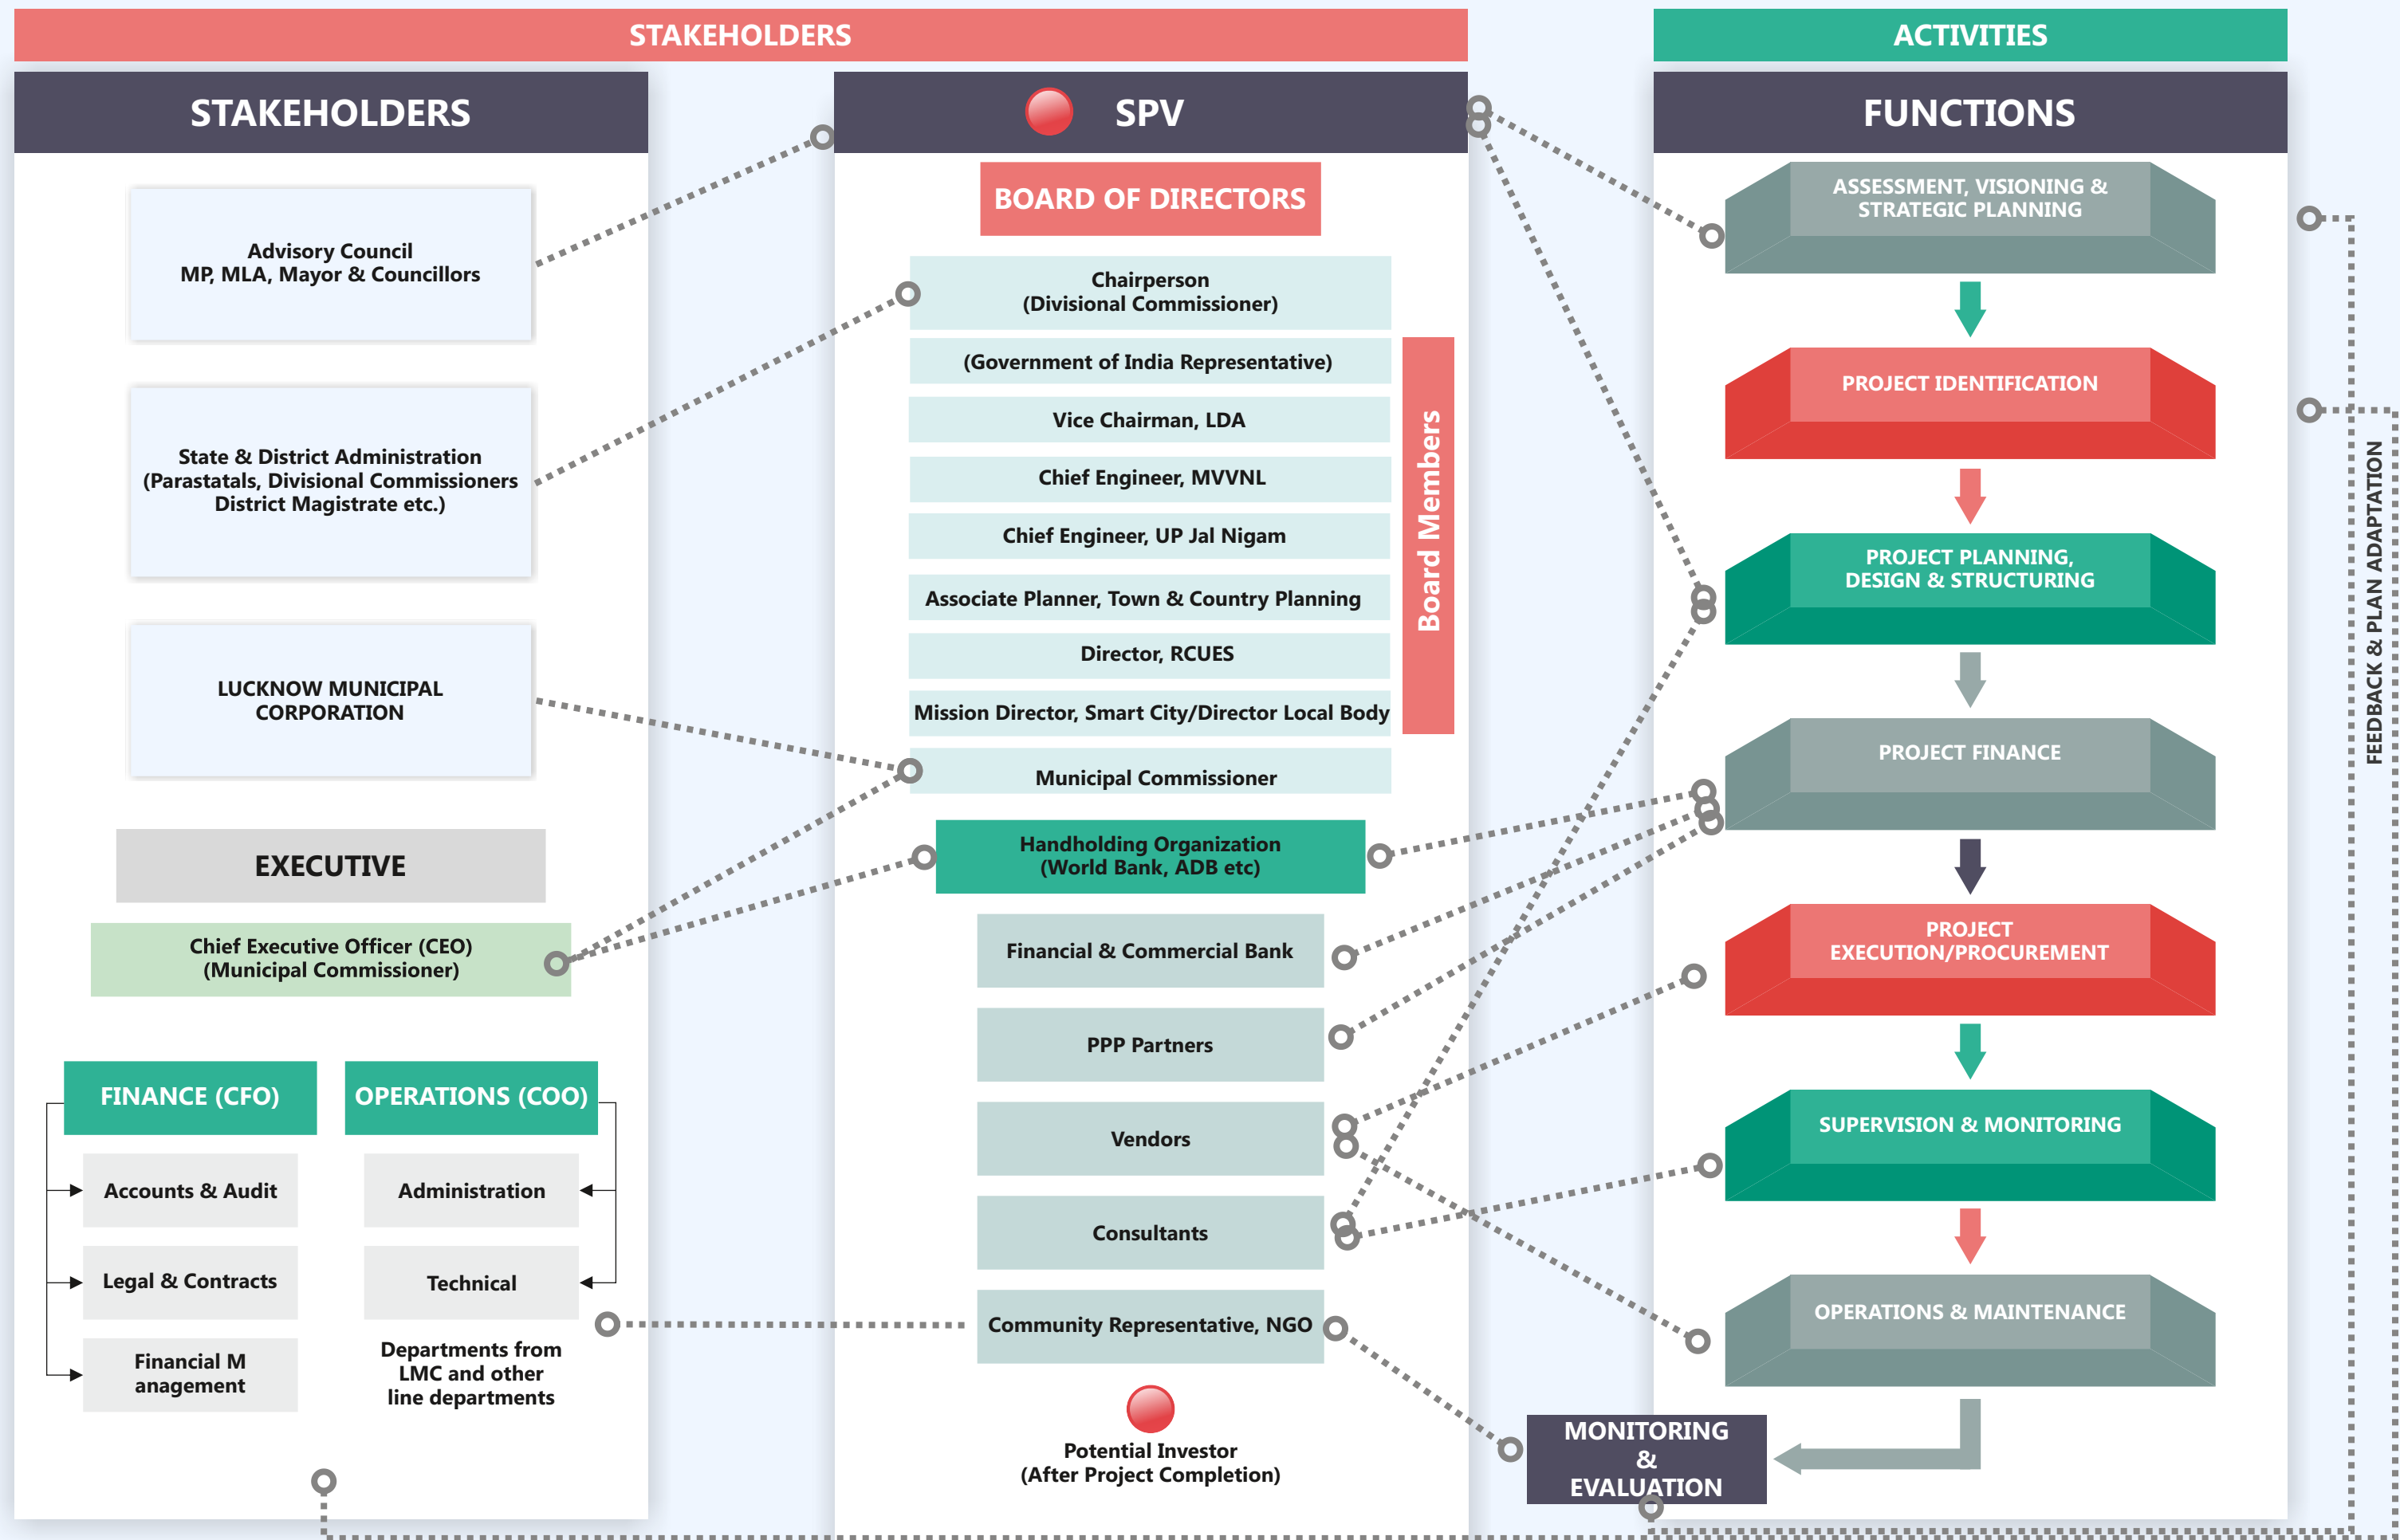 STAKEHOLDERS
STAKEHOLDERS
Advisory Council
MP, MLA, Mayor & Councillors
State & District Administration
(Parastatals, Divisional Commissioners
District Magistrate etc.)
LUCKNOW MUNICIPAL
CORPORATION
EXECUTIVE
Chief Executive Officer (CEO)
(Municipal Commissioner)
FINANCE (CFO)
Accounts & Audit
Legal & Contracts
Financial M
anagement
OPERATIONS (COO)
Administration
Technical
Departments from
LMC and other
line departments
SPV
BOARD OF DIRECTORS
Chairperson
(Divisional Commissioner)
(Government of India Representative)
Vice Chairman, LDA
Chief Engineer, MVVNL
Chief Engineer, UP Jal Nigam
Associate Planner, Town & Country Planning
Director, RCUES
Mission Director, Smart City/Director Local Body
Municipal Commissioner
Board Members
Handholding Organization
(World Bank, ADB etc)
Financial & Commercial Bank
PPP Partners
Vendors
Consultants
Community Representative, NGO
Potential Investor
(After Project Completion)
ACTIVITIES
FUNCTIONS
ASSESSMENT, VISIONING &
STRATEGIC PLANNING
PROJECT IDENTIFICATION
PROJECT PLANNING,
DESIGN & STRUCTURING
PROJECT FINANCE
PROJECT
EXECUTION/PROCUREMENT
SUPERVISION & MONITORING
OPERATIONS & MAINTENANCE
MONITORING
&
EVALUATION
FEEDBACK & PLAN ADAPTATION